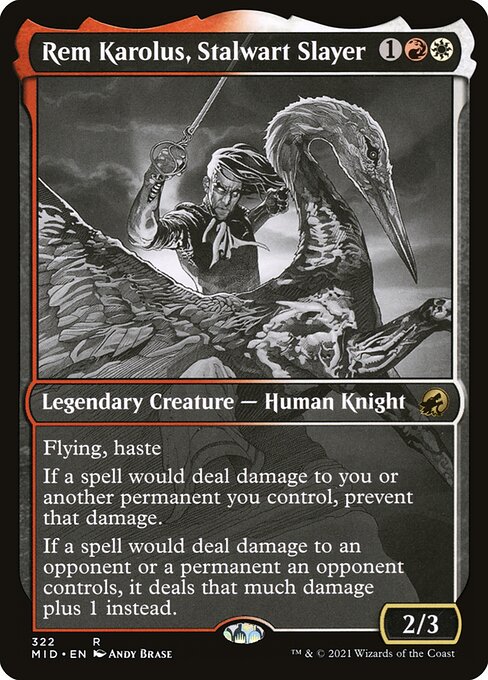 Rem Karolus, Stalwart Slayer 1
Legendary Creature — Human Knight
Flying, haste
If a spell would deal damage to you or
another permanent you control, prevent
that damage.
If a spell would deal damage to an
opponent or a permanent an opponent
controls, it deals that much damage
plus 1 instead.
2/3
322 R
MID • EN ANDY BRASE
™ & © 2021 Wizards of the Coast